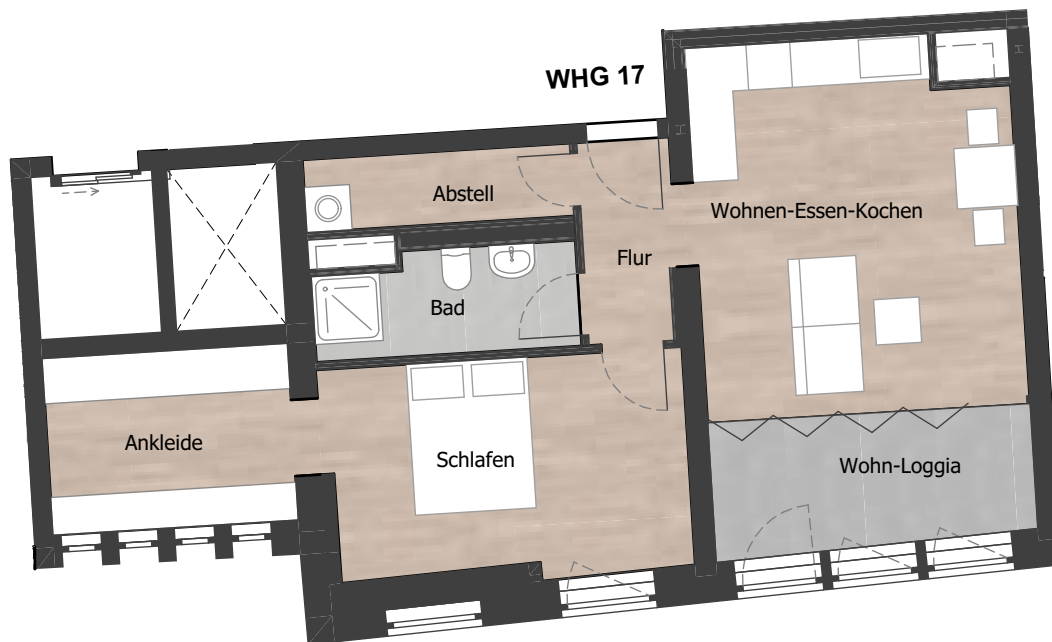 WHG 17
Abstell
Wohnen-Essen-Kochen
Flur
Bad
Ankleide
Schlafen
Wohn-Loggia